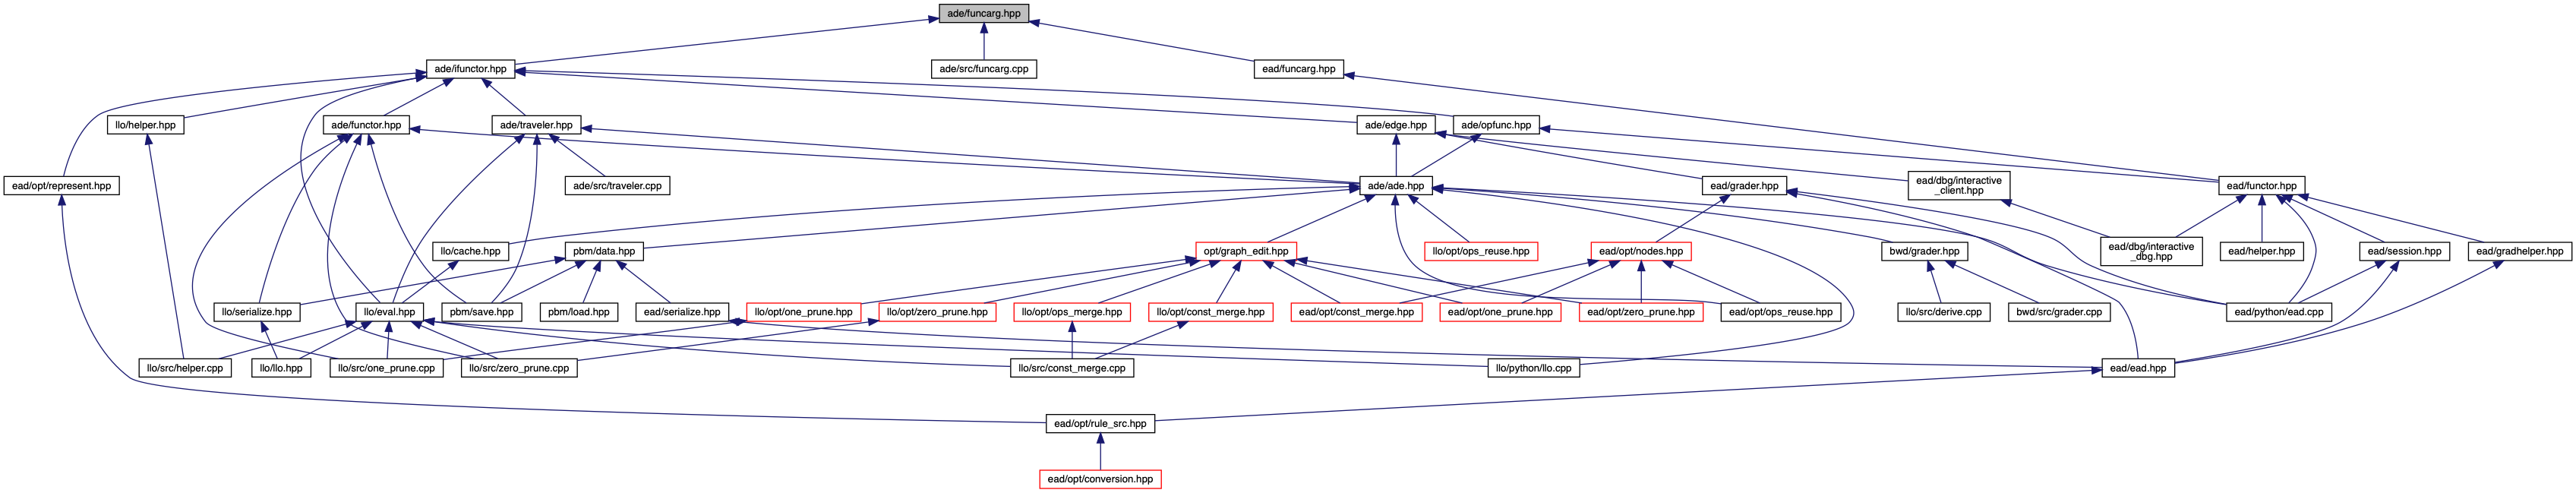 ade/funcarg.hpp
ade/ifunctor.hpp
ade/src/funcarg.cpp
ead/funcarg.hpp
llo/helper.hpp
ade/functor.hpp
ade/traveler.hpp
ade/edge.hpp
ade/opfunc.hpp
ead/opt/represent.hpp
ade/src/traveler.cpp
ade/ade.hpp
ead/grader.hpp
ead/dbg/interactive
_client.hpp
ead/functor.hpp
llo/cache.hpp
pbm/data.hpp
opt/graph_edit.hpp
llo/opt/ops_reuse.hpp
ead/opt/nodes.hpp
bwd/grader.hpp
ead/dbg/interactive
_dbg.hpp
ead/helper.hpp
ead/session.hpp
ead/gradhelper.hpp
llo/serialize.hpp
llo/eval.hpp
pbm/save.hpp
pbm/load.hpp
ead/serialize.hpp
llo/opt/one_prune.hpp
llo/opt/zero_prune.hpp
llo/opt/ops_merge.hpp
llo/opt/const_merge.hpp
ead/opt/const_merge.hpp
ead/opt/one_prune.hpp
ead/opt/zero_prune.hpp
ead/opt/ops_reuse.hpp
llo/src/derive.cpp
bwd/src/grader.cpp
ead/python/ead.cpp
llo/src/helper.cpp
llo/llo.hpp
llo/src/one_prune.cpp
llo/src/zero_prune.cpp
llo/src/const_merge.cpp
llo/python/llo.cpp
ead/ead.hpp
ead/opt/rule_src.hpp
ead/opt/conversion.hpp